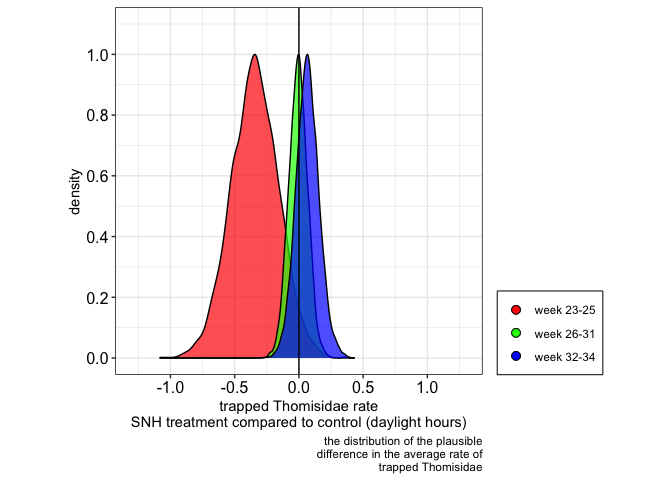 1.0
0.8
0.6
0.4
0.2
0.0
density
-1.0 -0.5 0.0 0.5 1.0
trapped Thomisidae rate
SNH treatment compared to control (daylight hours)
week 23-25
week 26-31
week 32-34
the distribution of the plausible
difference in the average rate of
trapped Thomisidae